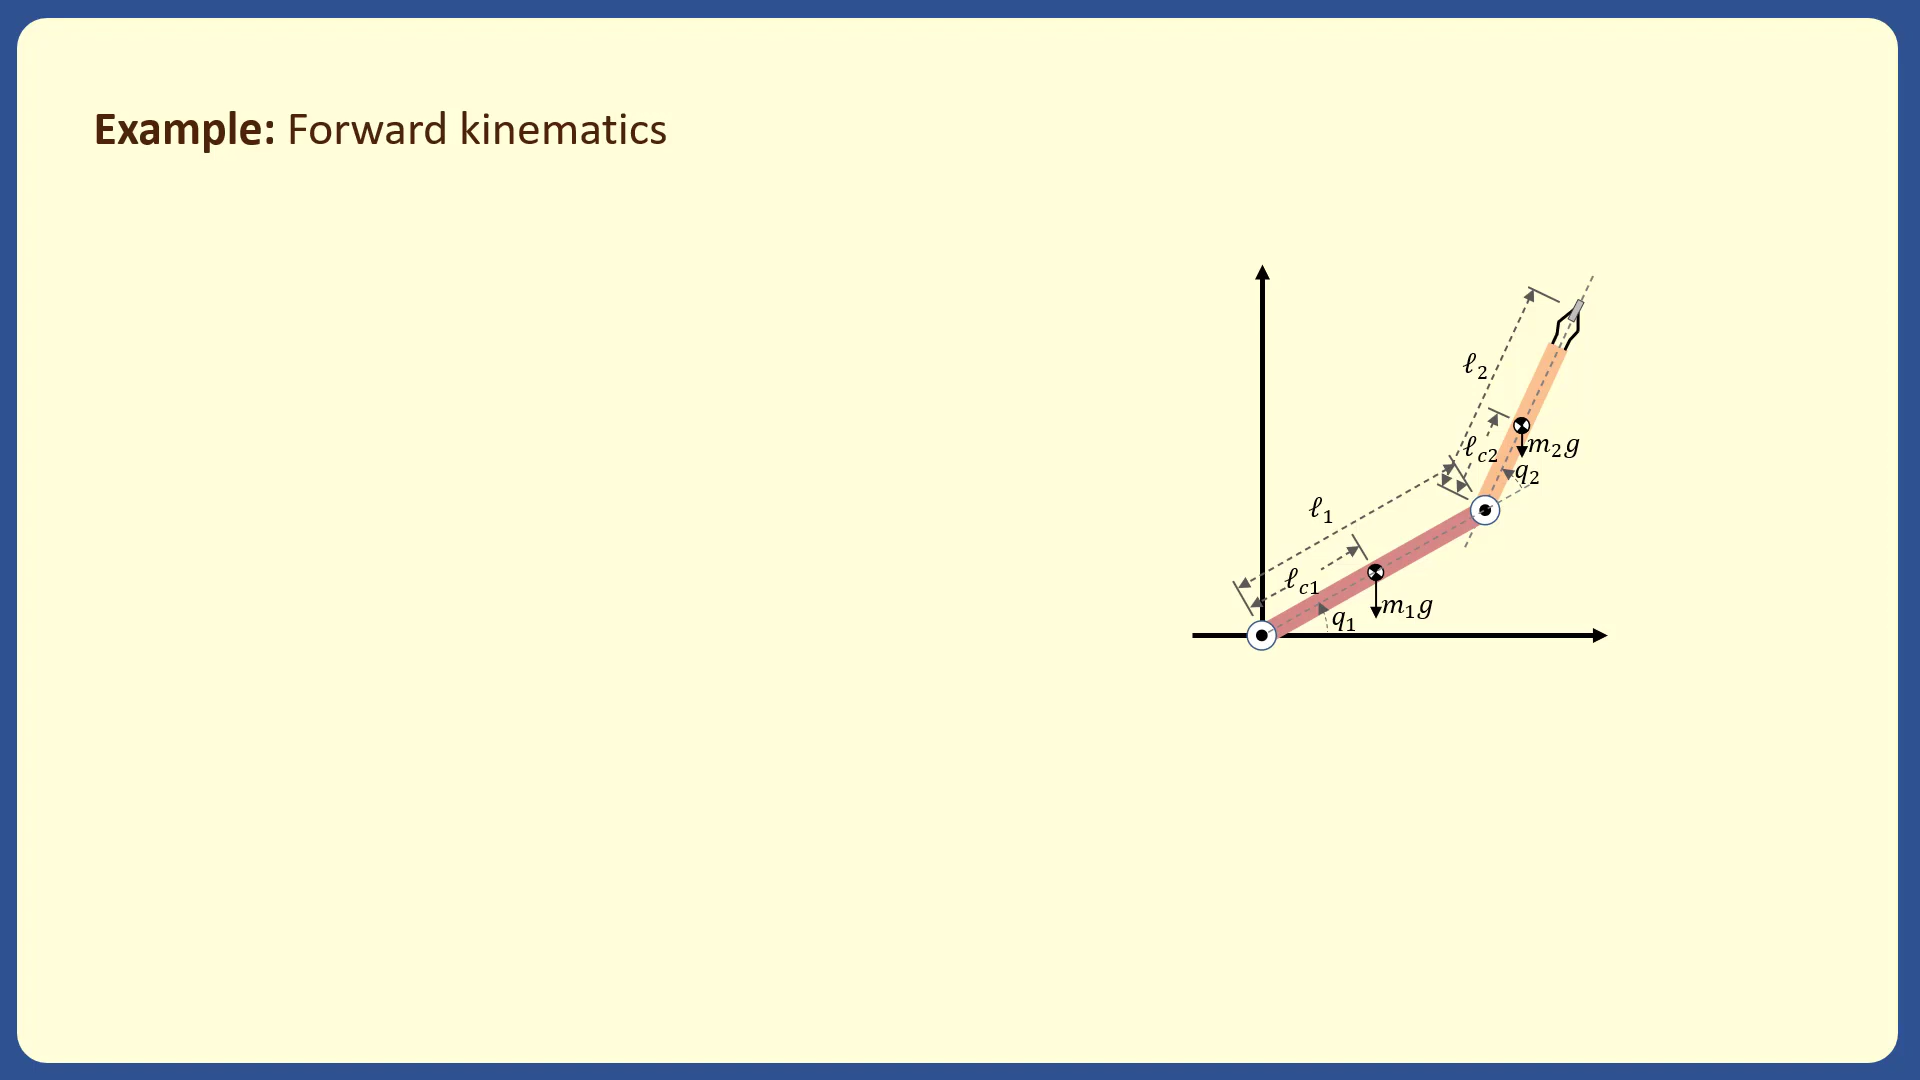 Example: Forward kinematics
ℓ₂
m₂g
ℓc2
q₂
ℓ₁
ℓc1
m₁g
q₁